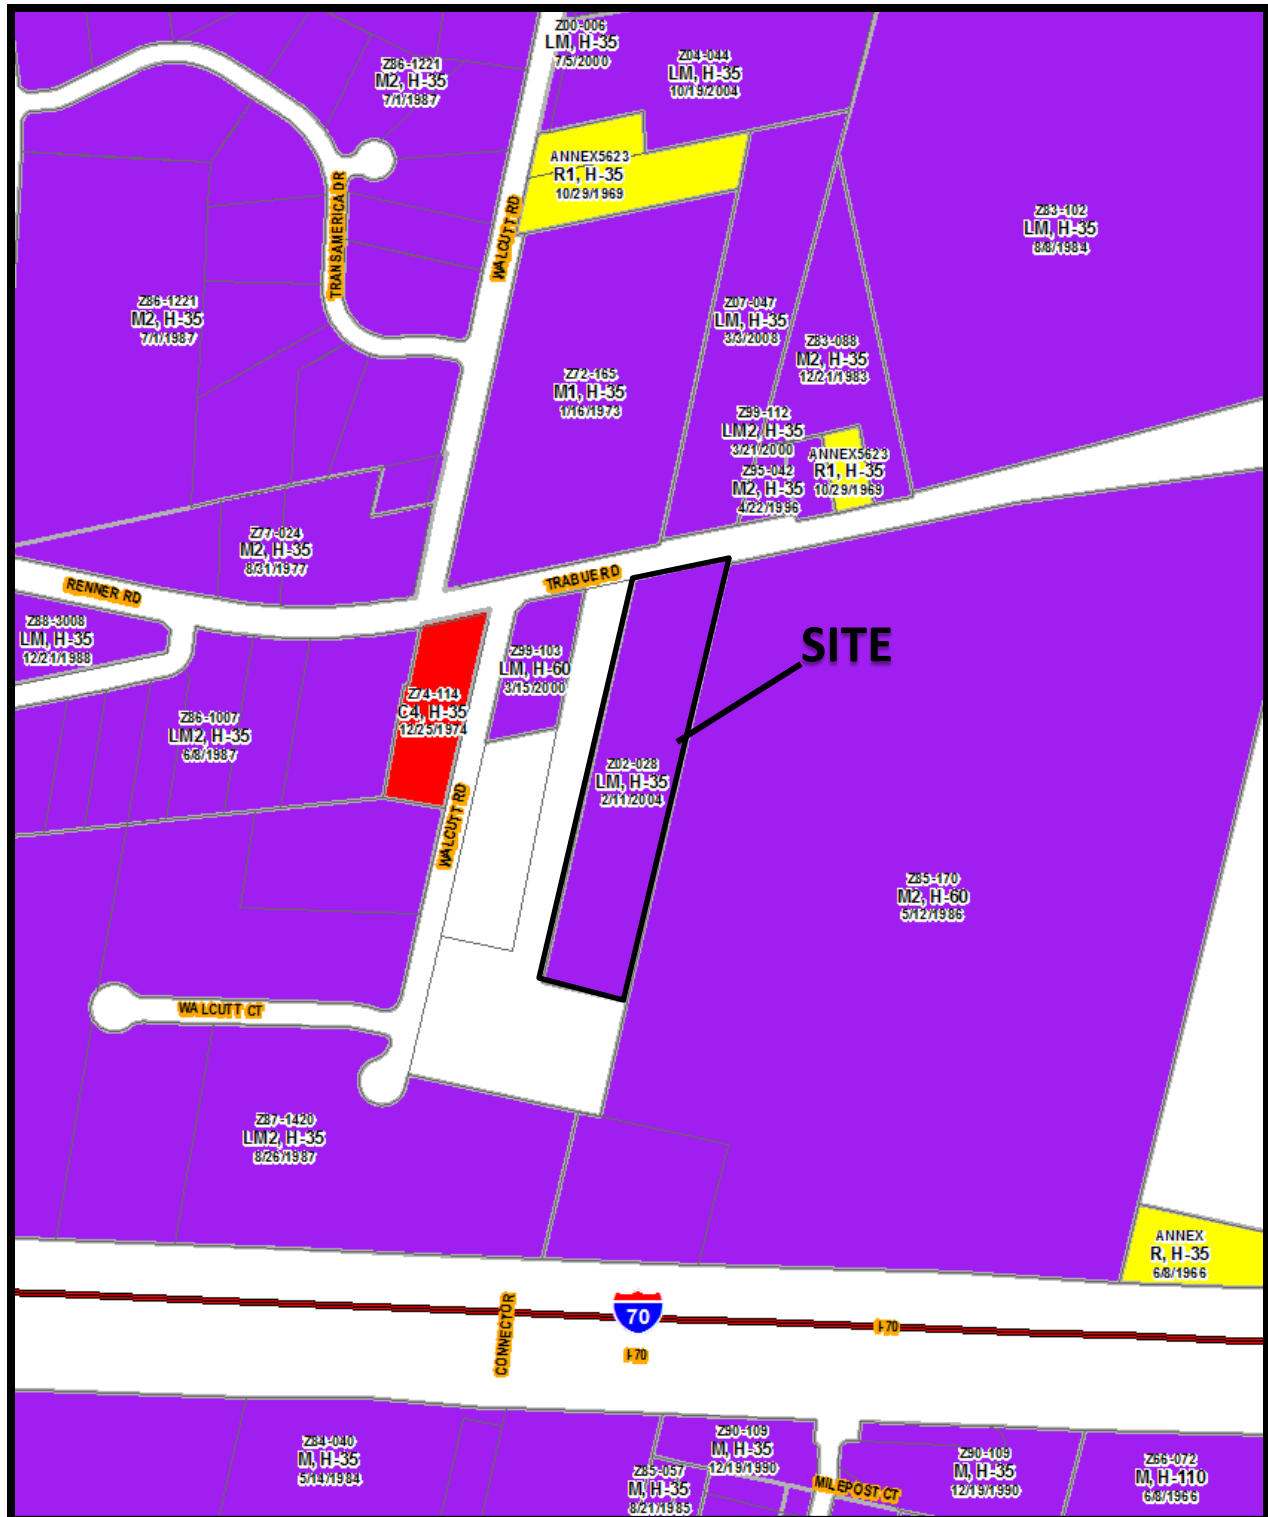 Z00-006
LM, H-35
7/5/2000
Z04-044
LM, H-35
10/19/2004
Z86-1221
M2, H-35
7/1/1987
ANNEX5623
R1, H-35
10/29/1969
TRANSAMERICA DR
WALCUTT RD
Z83-102
LM, H-35
8/8/1984
Z86-1221
M2, H-35
7/1/1987
Z07-047
LM, H-35
3/3/2008
Z83-088
M2, H-35
12/21/1983
Z72-165
M1, H-35
1/16/1973
Z99-112
LM2, H-35
3/21/2000
ANNEX5623
R1, H-35
10/29/1969
Z95-042
M2, H-35
4/22/1996
Z77-024
M2, H-35
8/31/1977
RENNER RD
TRABUE RD
Z88-3008
LM, H-35
12/21/1988
Z99-103
LM, H-60
3/15/2000
SITE
Z74-114
C4, H-35
12/25/1974
Z86-1007
LM2, H-35
6/8/1987
Z02-028
LM, H-35
2/11/2004
WALCUTT RD
Z85-170
M2, H-60
5/12/1986
WALCUTT CT
Z87-1420
LM2, H-35
8/26/1987
ANNEX
R, H-35
6/8/1966
CONNECTOR
70
I-70
I-70
Z84-040
M, H-35
5/14/1984
Z90-109
M, H-35
12/19/1990
Z85-057
M, H-35
8/21/1985
Z90-109
M, H-35
12/19/1990
Z66-072
M, H-110
6/8/1966
MILEPOST CT